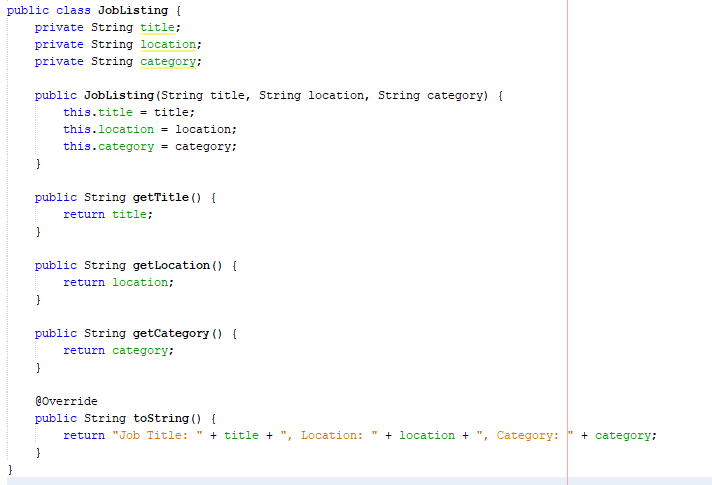 public class JobListing {
    private String title;
    private String location;
    private String category;

    public JobListing(String title, String location, String category) {
        this.title = title;
        this.location = location;
        this.category = category;
    }

    public String getTitle() {
        return title;
    }

    public String getLocation() {
        return location;
    }

    public String getCategory() {
        return category;
    }

    @Override
    public String toString() {
        return "Job Title: " + title + ", Location: " + location + ", Category: " + category;
    }
}